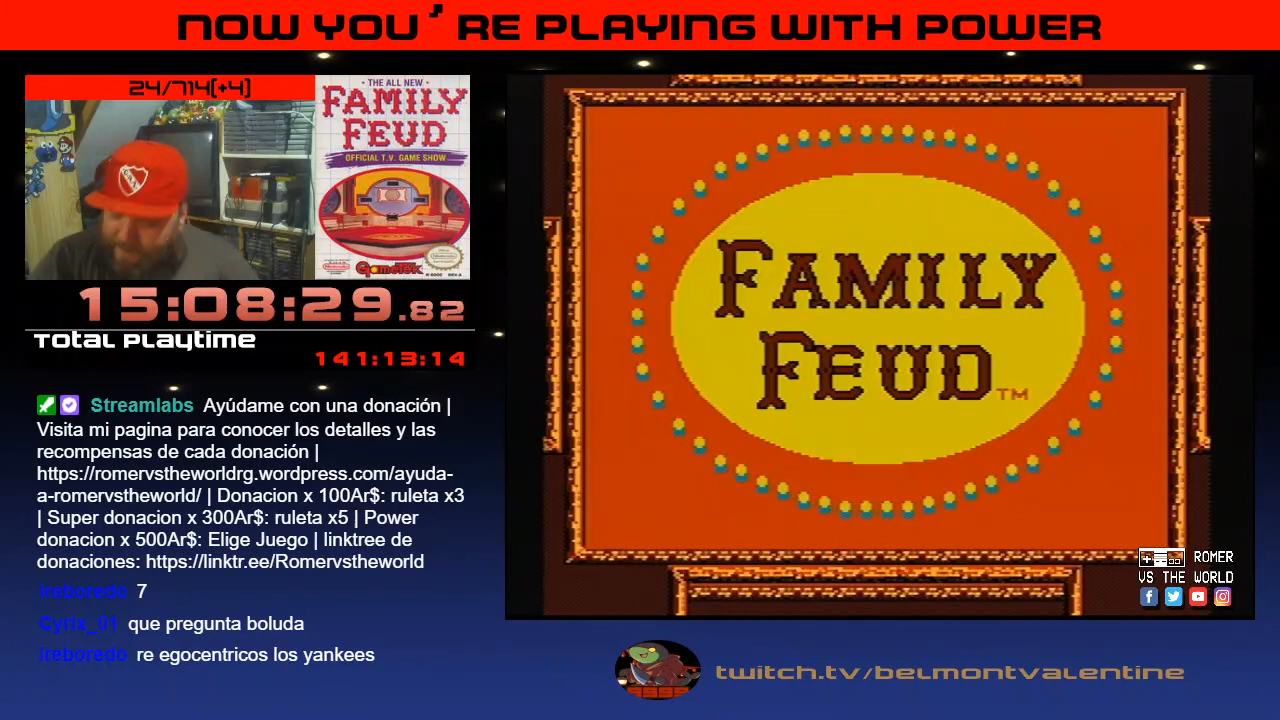 NOW YOU'RE PLAYING WITH POWER
24/714[+4]
• THE ALL NEW •
FAMILY
FEUD
OFFICIAL T.V. GAME SHOW
GameTek
15:08:29.82
Total Playtime
141:13:14
Streamlabs Ayúdame con una donación |
Visita mi pagina para conocer los detalles y las
recompensas de cada donación |
https://romervstheworldrg.wordpress.com/ayuda-
a-romervstheworld/ | Donacion x 100Ar$: ruleta x3
| Super donacion x 300Ar$: ruleta x5 | Power
donacion x 500Ar$: Elige Juego | linktree de
donaciones: https://linktr.ee/Romervstheworld
lreboredo 7
Cyrix_01 que pregunta boluda
lreboredo re egocentricos los yankees
FAMILY
FEUD™
ROMER
VS THE WORLD
twitch.tv/belmontvalentine